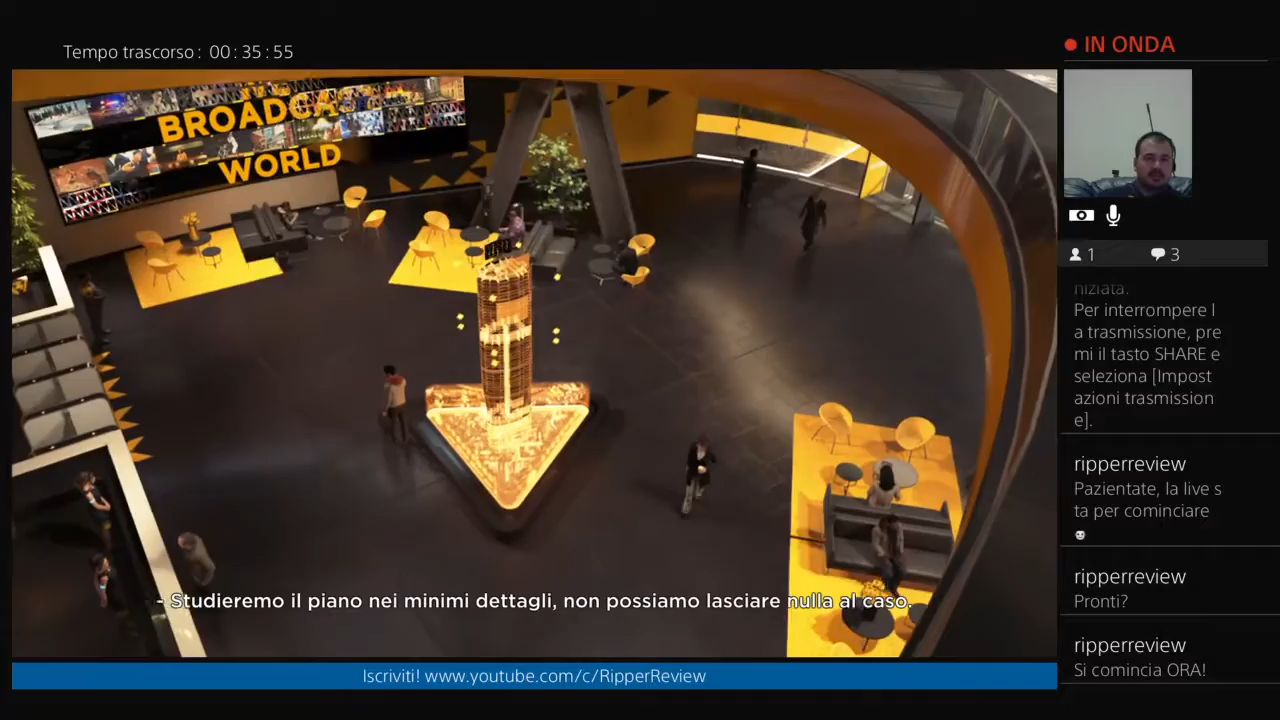 Tempo trascorso: 00:35:55
IN ONDA
BROADCA
WORLD
1
3
niziata.
Per interrompere l
a trasmissione, pre
mi il tasto SHARE e
seleziona [Impost
azioni trasmission
e].
ripperreview
Pazientate, la live s
ta per cominciare
ripperreview
Pronti?
ripperreview
Si comincia ORA!
- Studieremo il piano nei minimi dettagli, non possiamo lasciare nulla al caso.
Iscriviti! www.youtube.com/c/RipperReview